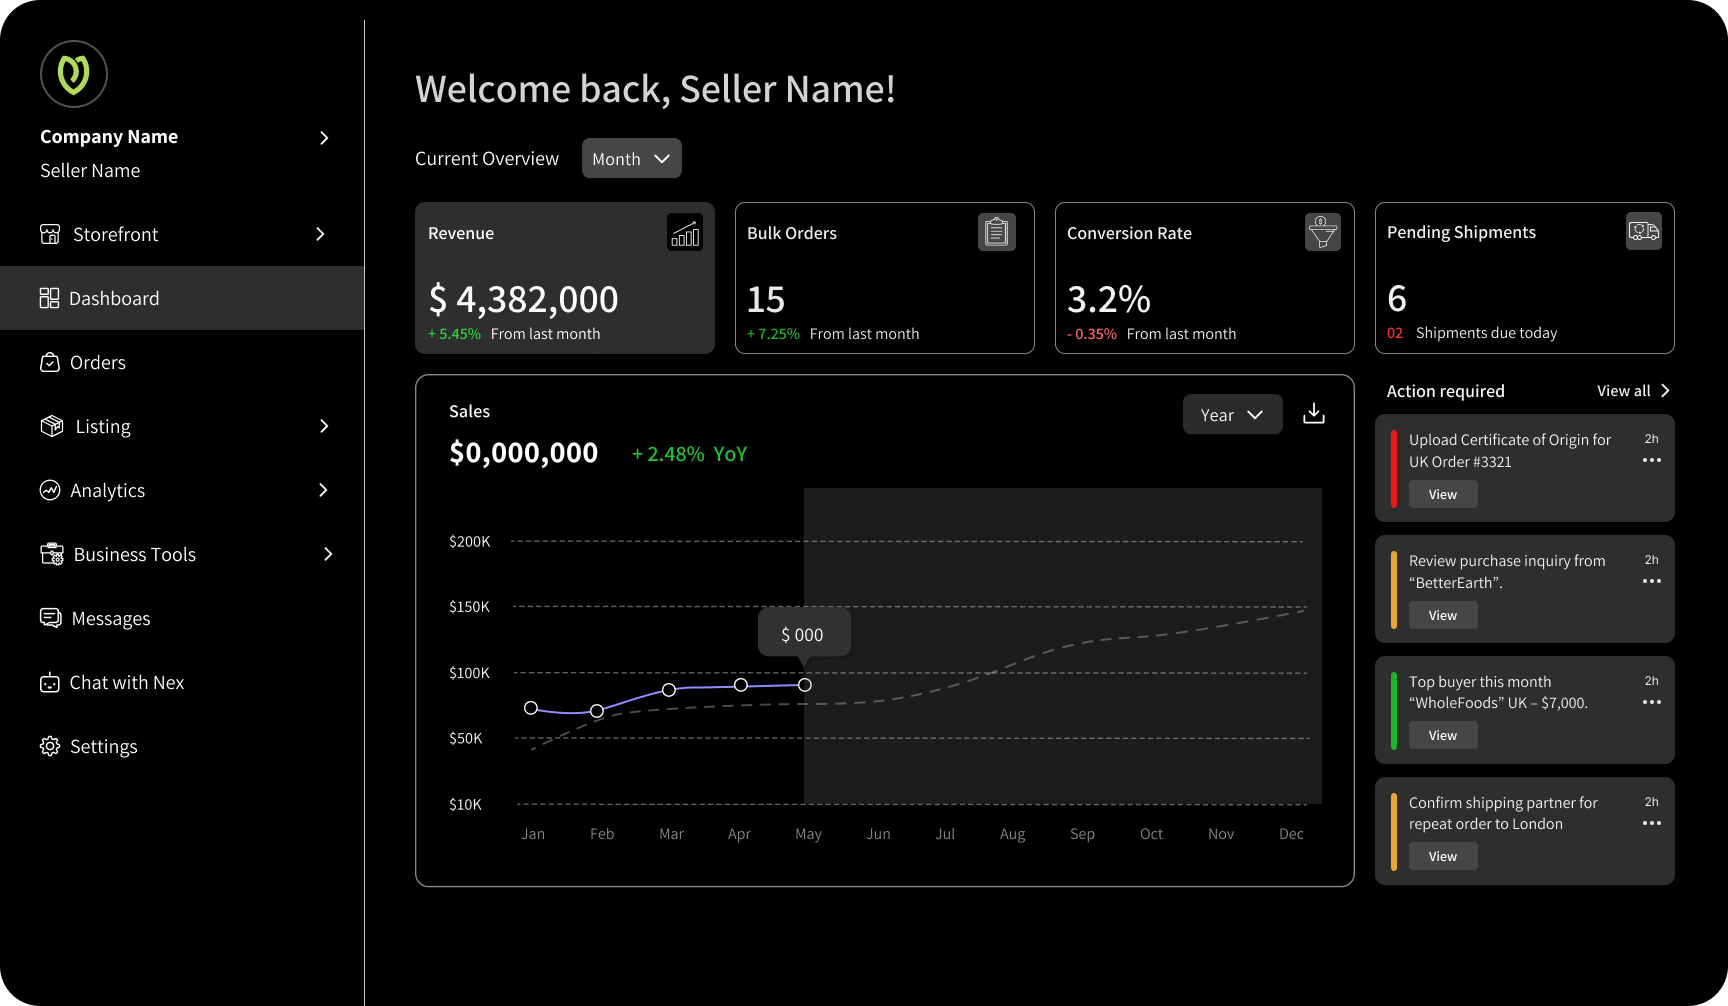 Company Name
Seller Name
Storefront
Dashboard
Orders
Listing
Analytics
Business Tools
Messages
Chat with Nex
Settings
Welcome back, Seller Name!
Current Overview
Month
Revenue
$ 4,382,000
+ 5.45% From last month
Bulk Orders
15
+ 7.25% From last month
Conversion Rate
3.2%
- 0.35% From last month
Pending Shipments
6
02 Shipments due today
Sales
$0,000,000 + 2.48% YoY
Year
$200K
$150K
$100K
$50K
$10K
$ 000
Jan Feb Mar Apr May Jun Jul Aug Sep Oct Nov Dec
Action required
View all
Upload Certificate of Origin for
UK Order #3321
2h
View
Review purchase inquiry from
“BetterEarth”.
2h
View
Top buyer this month
“WholeFoods” UK – $7,000.
2h
View
Confirm shipping partner for
repeat order to London
2h
View